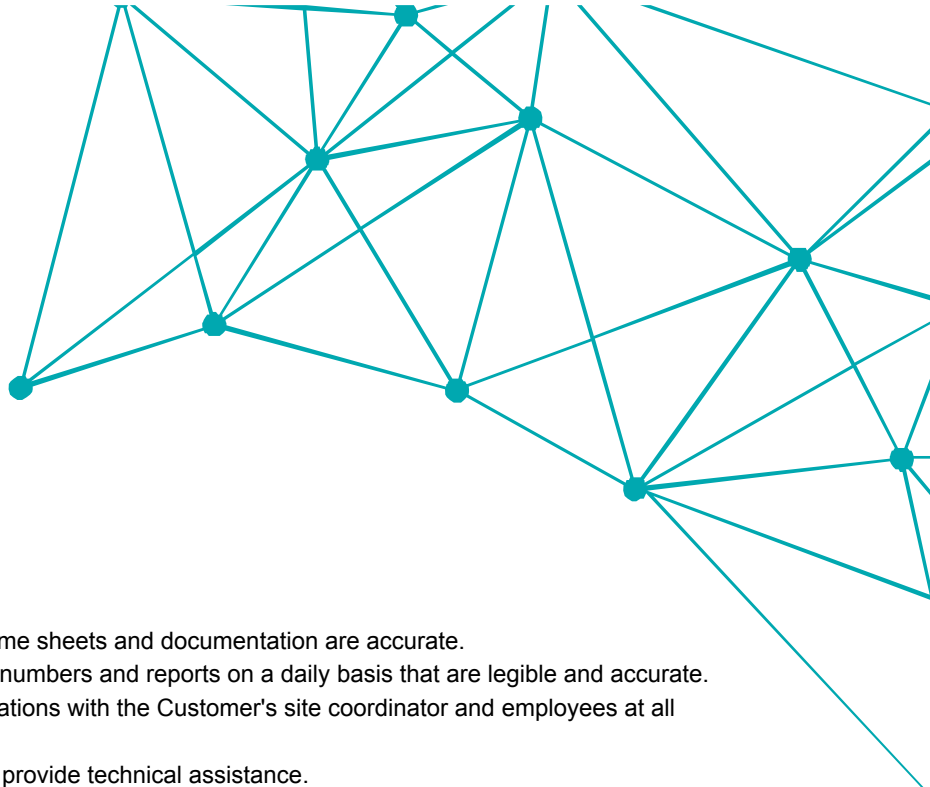 me sheets and documentation are accurate.
numbers and reports on a daily basis that are legible and accurate.
ations with the Customer's site coordinator and employees at all
provide technical assistance.